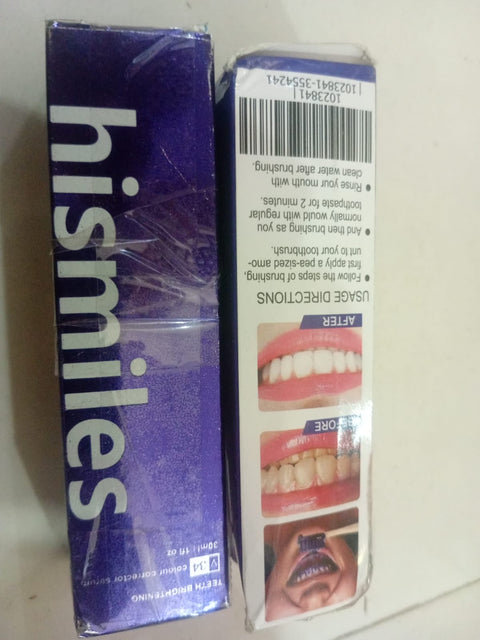 hismiles
TEETH BRIGHTENING
V 34 colour corrector serum
30ml | 1fl oz
BEFORE
AFTER
USAGE DIRECTIONS
• Follow the steps of brushing,
first apply a pea-sized amo-
unt to your toothbrush.
• And then brushing as you
normally would with regular
toothpaste for 2 minutes.
• Rinse your mouth with
clean water after brushing.
1023841|
| 1023841-3554241